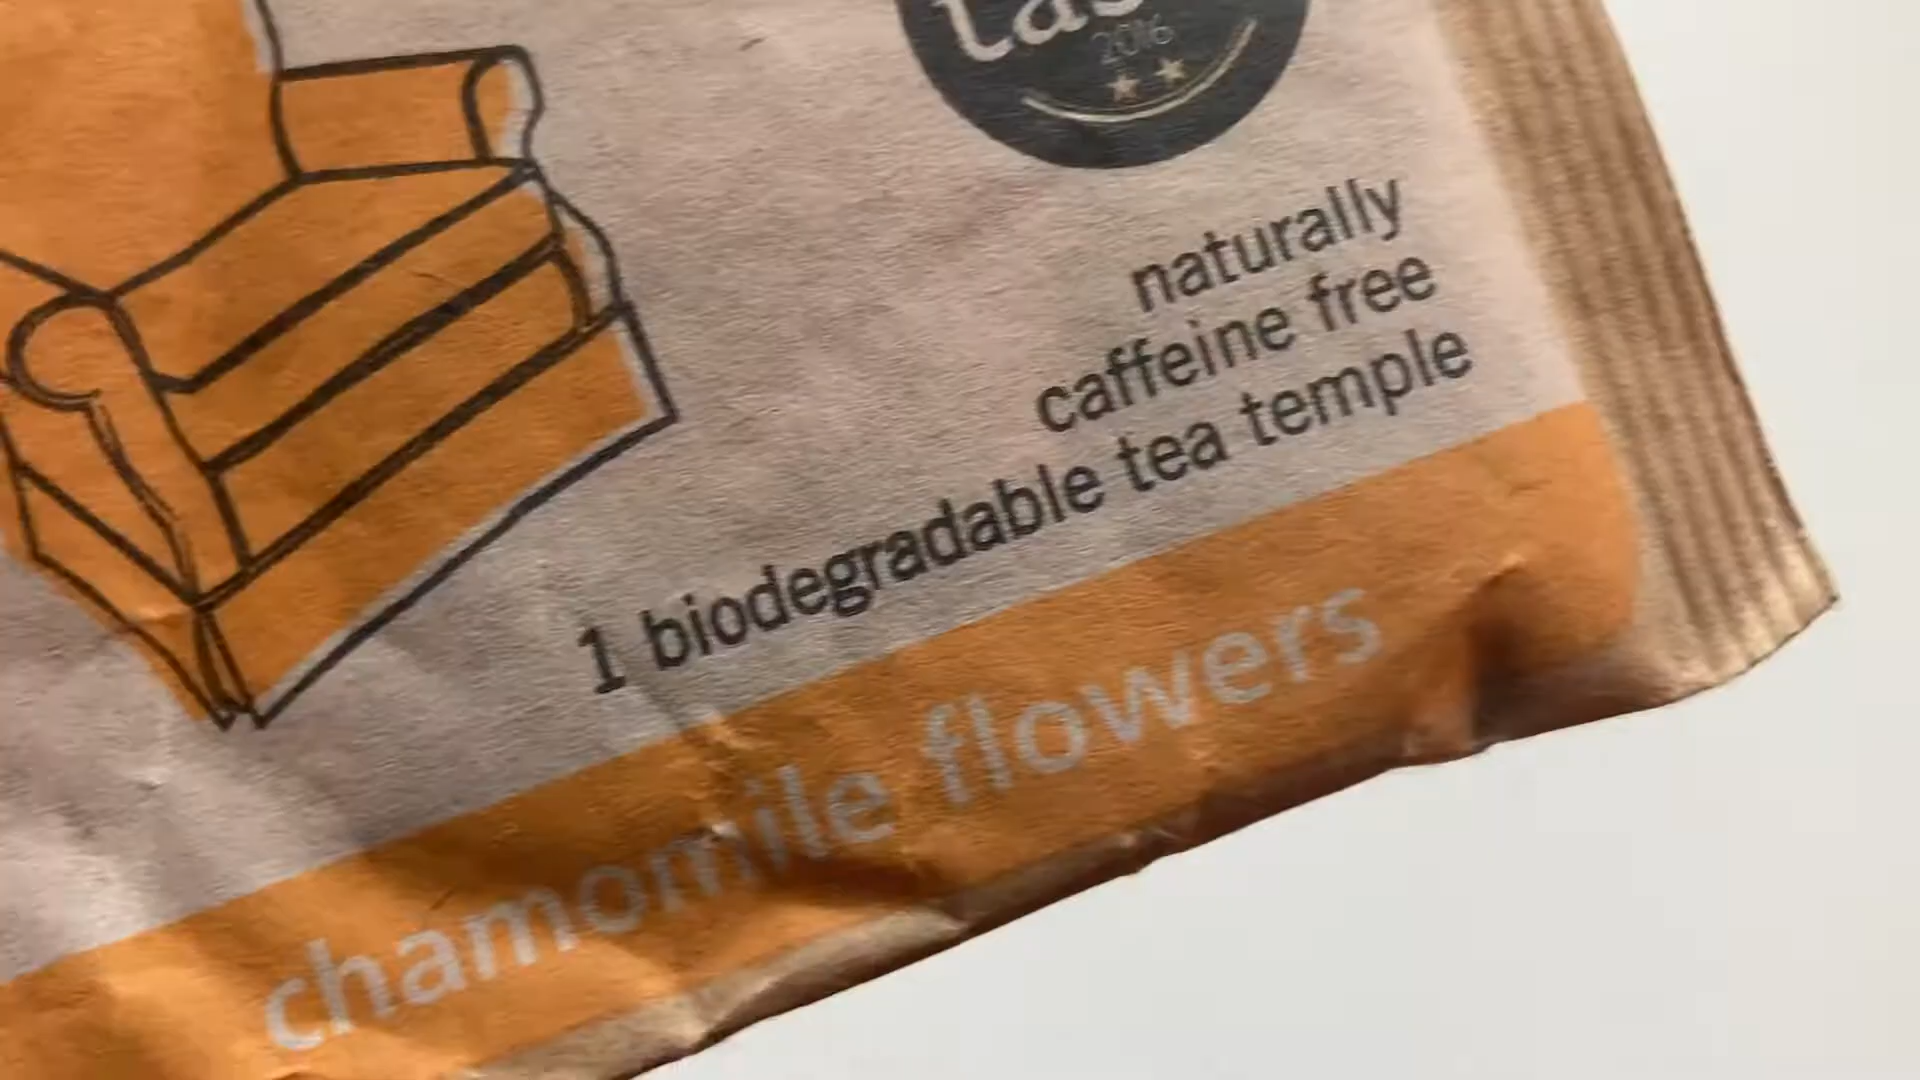 2016
naturally
caffeine free
1 biodegradable tea temple
chamomile flowers